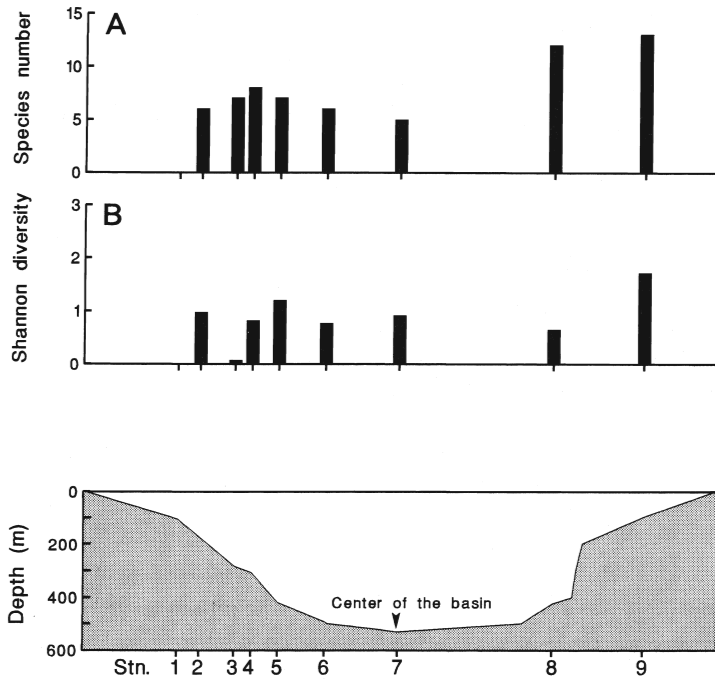 A
Species number
15
10
5
0
B
Shannon diversity
3
2
1
0
Depth (m)
0
200
400
600
Center of the basin
Stn. 1 2 3 4 5 6 7 8 9